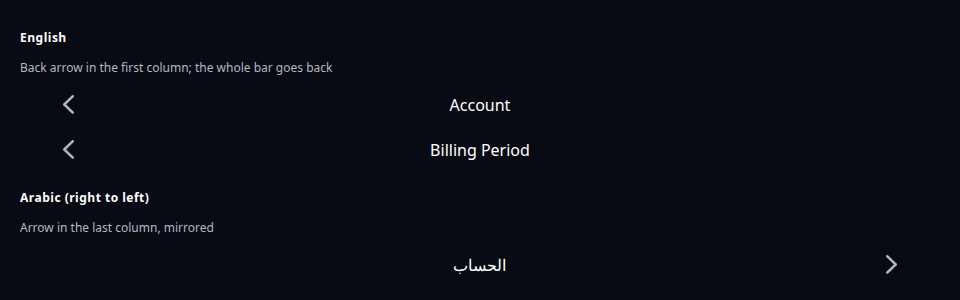 English
Back arrow in the first column; the whole bar goes back
Account
Billing Period
Arabic (right to left)
Arrow in the last column, mirrored
الحساب